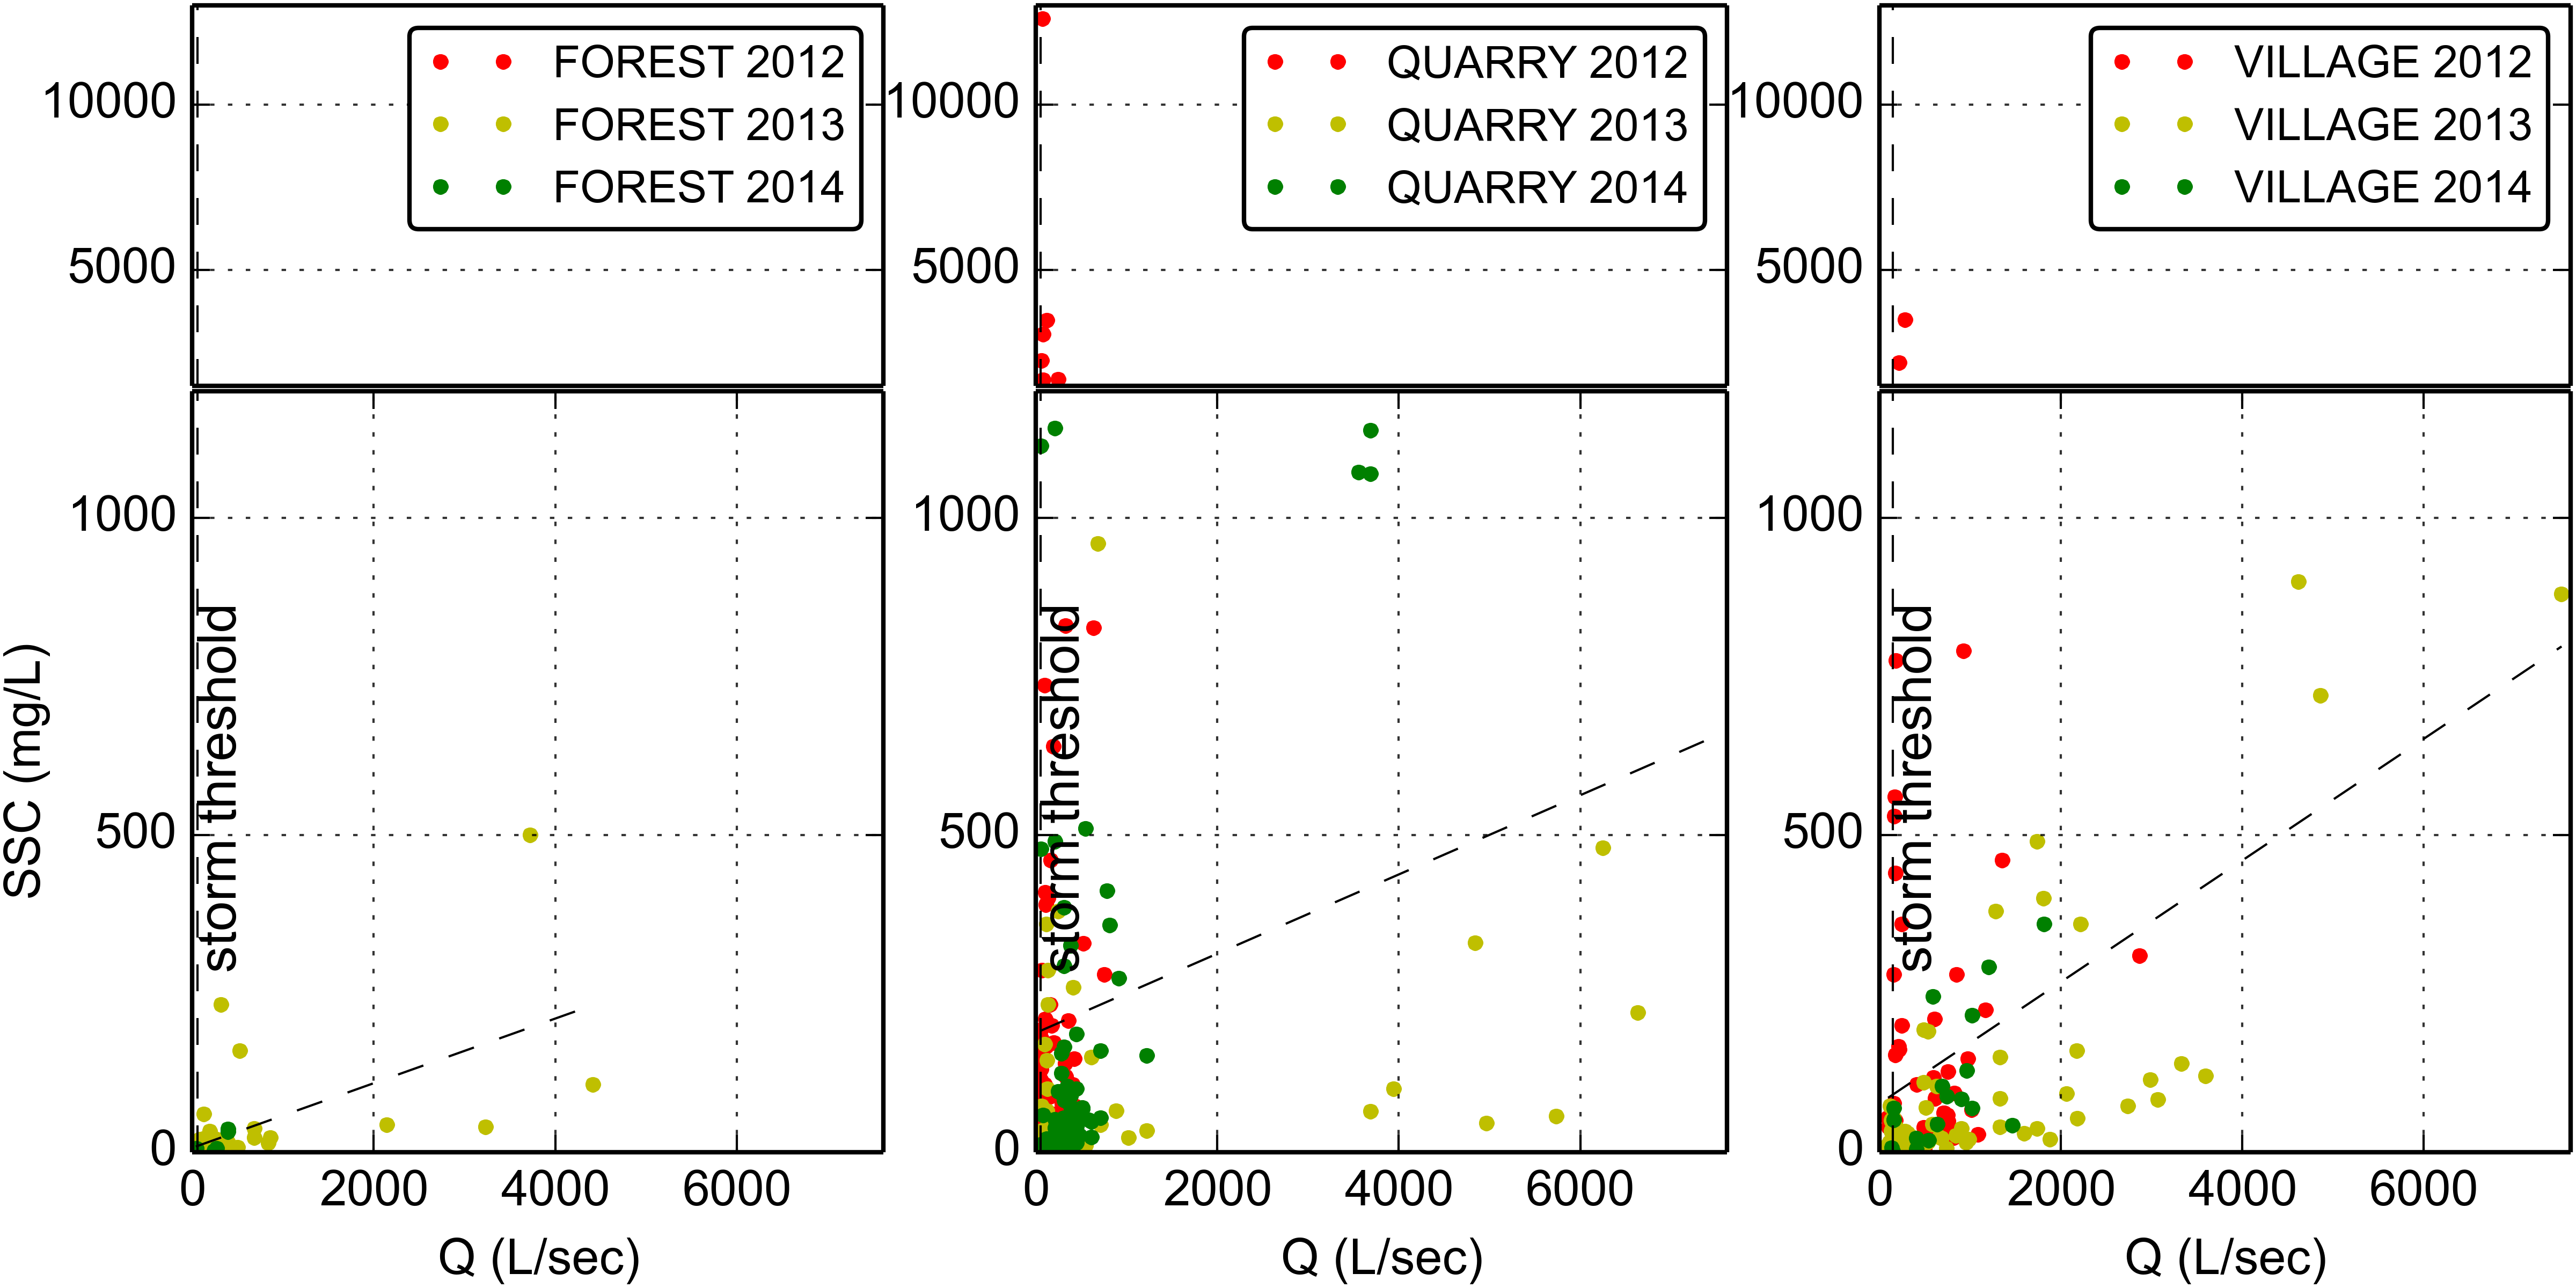 FOREST 2012
FOREST 2013
FOREST 2014
10000
5000
QUARRY 2012
QUARRY 2013
QUARRY 2014
10000
5000
VILLAGE 2012
VILLAGE 2013
VILLAGE 2014
10000
5000
SSC (mg/L)
1000
500
0
storm threshold
0 2000 4000 6000
Q (L/sec)
1000
500
0
storm threshold
0 2000 4000 6000
Q (L/sec)
1000
500
0
storm threshold
0 2000 4000 6000
Q (L/sec)